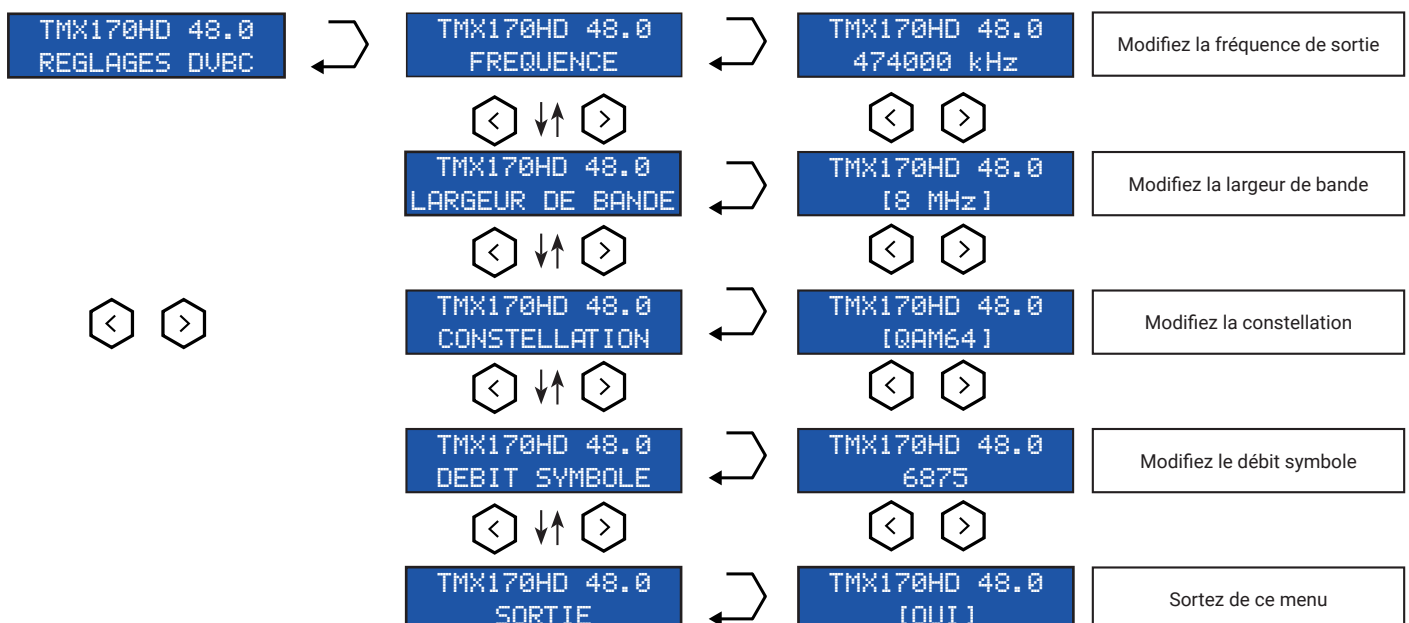 TMX170HD 48.0
REGLAGES DVBC
TMX170HD 48.0
FREQUENCE
TMX170HD 48.0
474000 kHz
Modifiez la fréquence de sortie
< >
< >
TMX170HD 48.0
LARGEUR DE BANDE
TMX170HD 48.0
[8 MHz]
Modifiez la largeur de bande
< >
< >
< >
TMX170HD 48.0
CONSTELLATION
TMX170HD 48.0
[QAM64]
Modifiez la constellation
< >
< >
TMX170HD 48.0
DEBIT SYMBOLE
TMX170HD 48.0
6875
Modifiez le débit symbole
< >
< >
TMX170HD 48.0
SORTIE
TMX170HD 48.0
[OUI]
Sortez de ce menu